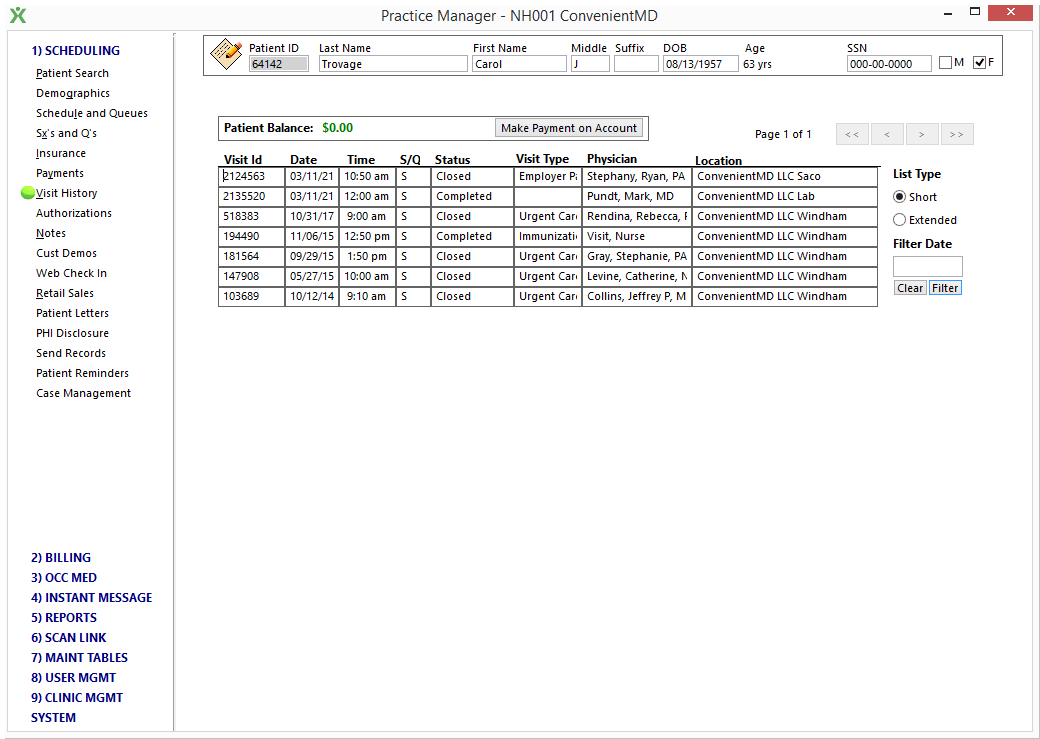 Practice Manager - NH001 ConvenientMD
1) SCHEDULING
Patient Search
Demographics
Schedule and Queues
Sx's and Q's
Insurance
Payments
Visit History
Authorizations
Notes
Cust Demos
Web Check In
Retail Sales
Patient Letters
PHI Disclosure
Send Records
Patient Reminders
Case Management
2) BILLING
3) OCC MED
4) INSTANT MESSAGE
5) REPORTS
6) SCAN LINK
7) MAINT TABLES
8) USER MGMT
9) CLINIC MGMT
SYSTEM
Patient ID Last Name First Name Middle Suffix DOB Age SSN
64142 Trovage Carol J 08/13/1957 63 yrs 000-00-0000 M F
Patient Balance: $0.00 Make Payment on Account
Page 1 of 1 << < > >>
Visit Id Date Time S/Q Status Visit Type Physician Location
2124563 03/11/21 10:50 am S Closed Employer Pa Stephany, Ryan, PA ConvenientMD LLC Saco
2135520 03/11/21 12:00 am S Completed Pundt, Mark, MD ConvenientMD LLC Lab
518383 10/31/17 9:00 am S Closed Urgent Care Rendina, Rebecca, ConvenientMD LLC Windham
194490 11/06/15 12:50 pm S Completed Immunizati Visit, Nurse ConvenientMD LLC Windham
181564 09/29/15 1:50 pm S Closed Urgent Care Gray, Stephanie, PA ConvenientMD LLC Windham
147908 05/27/15 10:00 am S Closed Urgent Care Levine, Catherine, N ConvenientMD LLC Windham
103689 10/12/14 9:10 am S Closed Urgent Care Collins, Jeffrey P, M ConvenientMD LLC Windham
List Type
Short
Extended
Filter Date
Clear Filter